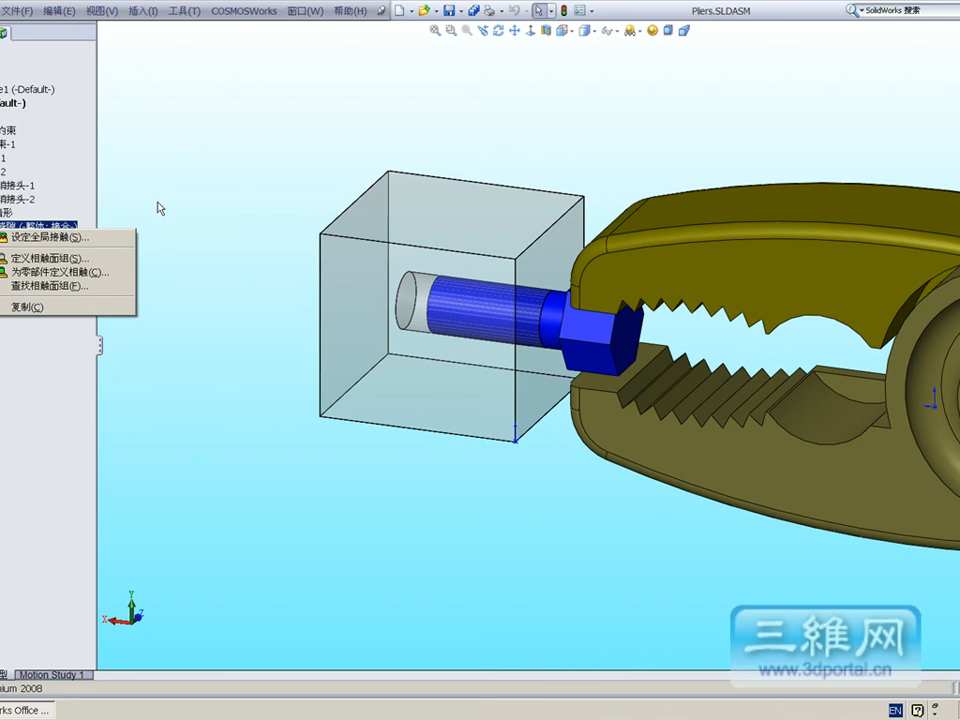 文件(F) 编辑(E) 视图(V) 插入(I) 工具(T) COSMOSWorks 窗口(W) 帮助(H) Pliers.SLDASM SolidWorks 搜索
e1 (-Default-)
ault-)
约束
束-1
1
2
销接头-1
销接头-2
情形
设定全局接触(S)...
定义相触面组(S)...
为零部件定义相触(C)...
查找相触面组(F)...
复制(C)
Y
X
Z
三維网
www.3dportal.cn
型 Motion Study 1
nium 2008
rks Office ...
EN